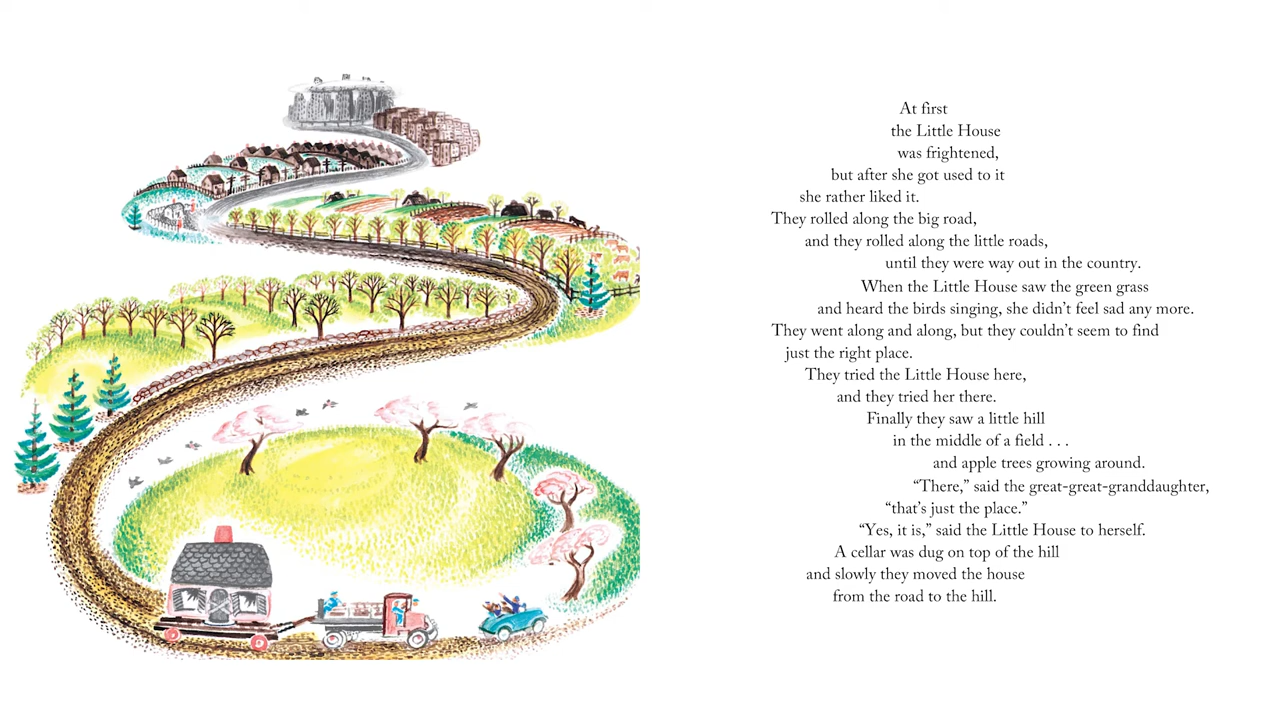 At first
the Little House
was frightened,
but after she got used to it
she rather liked it.
They rolled along the big road,
and they rolled along the little roads,
until they were way out in the country.
When the Little House saw the green grass
and heard the birds singing, she didn’t feel sad any more.
They went along and along, but they couldn’t seem to find
just the right place.
They tried the Little House here,
and they tried her there.
Finally they saw a little hill
in the middle of a field . . .
and apple trees growing around.
“There,” said the great-great-granddaughter,
“that’s just the place.”
“Yes, it is,” said the Little House to herself.
A cellar was dug on top of the hill
and slowly they moved the house
from the road to the hill.